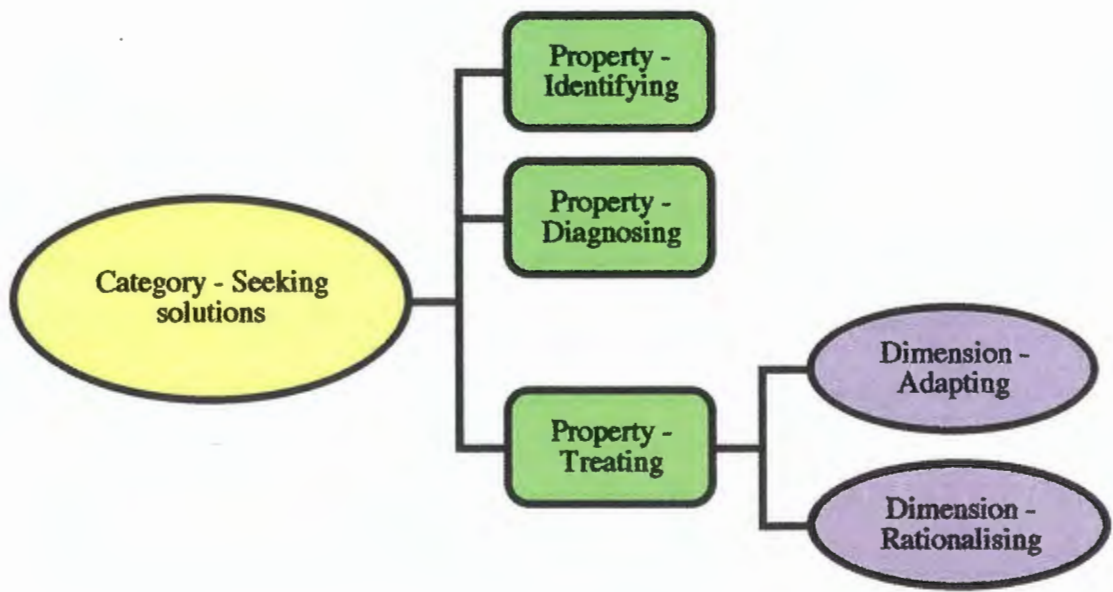 Property -
Identifying
Property -
Diagnosing
Category - Seeking
solutions
Property -
Treating
Dimension -
Adapting
Dimension -
Rationalising